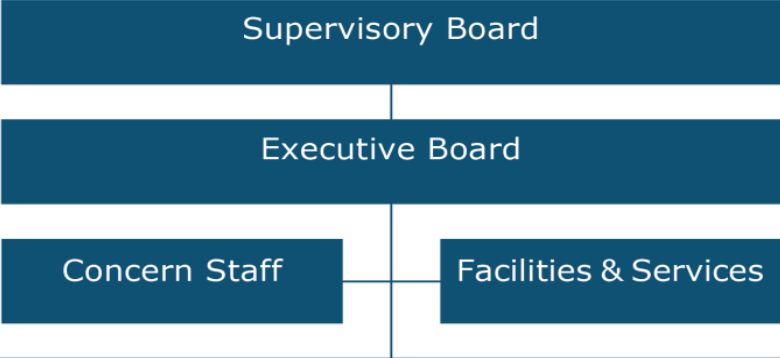 Supervisory Board
Executive Board
Concern Staff
Facilities & Services